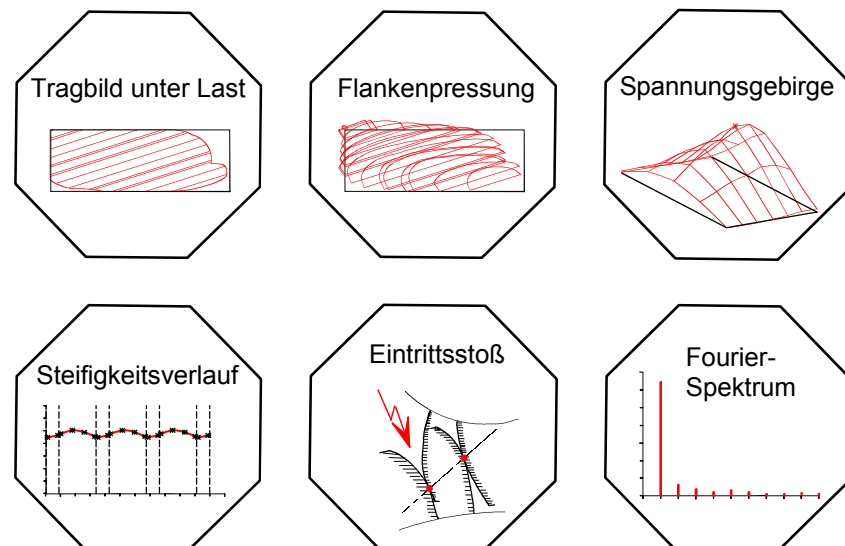 Tragbild unter Last
Flankenpressung
Spannungsgebirge
Steifigkeitsverlauf
Eintrittsstoß
Fourier-
Spektrum